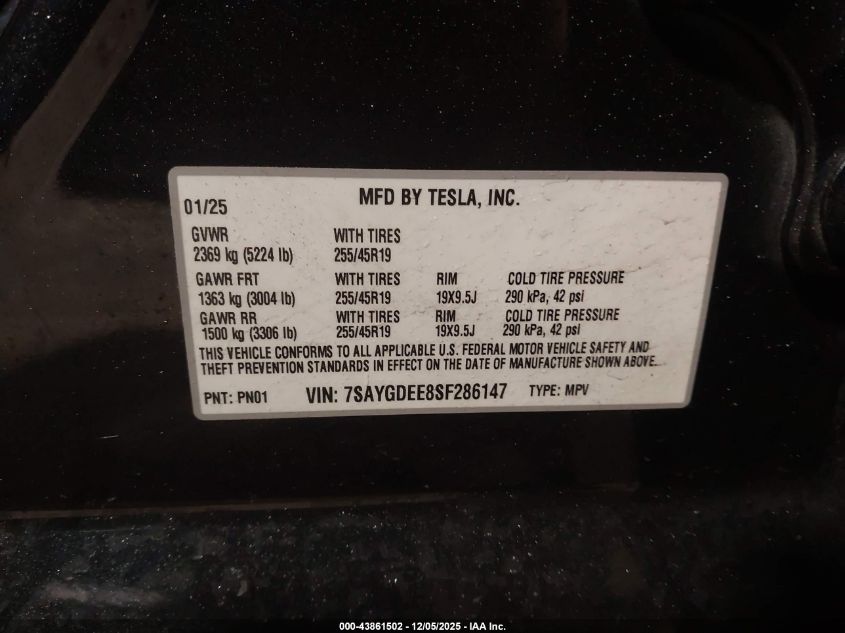 MFD BY TESLA, INC.
01/25
GVWR WITH TIRES
2369 kg (5224 lb) 255/45R19
GAWR FRT WITH TIRES RIM COLD TIRE PRESSURE
1363 kg (3004 lb) 255/45R19 19X9.5J 290 kPa, 42 psi
GAWR RR WITH TIRES RIM COLD TIRE PRESSURE
1500 kg (3306 lb) 255/45R19 19X9.5J 290 kPa, 42 psi
THIS VEHICLE CONFORMS TO ALL APPLICABLE U.S. FEDERAL MOTOR VEHICLE SAFETY AND
THEFT PREVENTION STANDARDS IN EFFECT ON THE DATE OF MANUFACTURE SHOWN ABOVE.
PNT: PN01 VIN: 7SAYGDEE8SF286147 TYPE: MPV
000-43861502 - 12/05/2025 - IAA Inc.